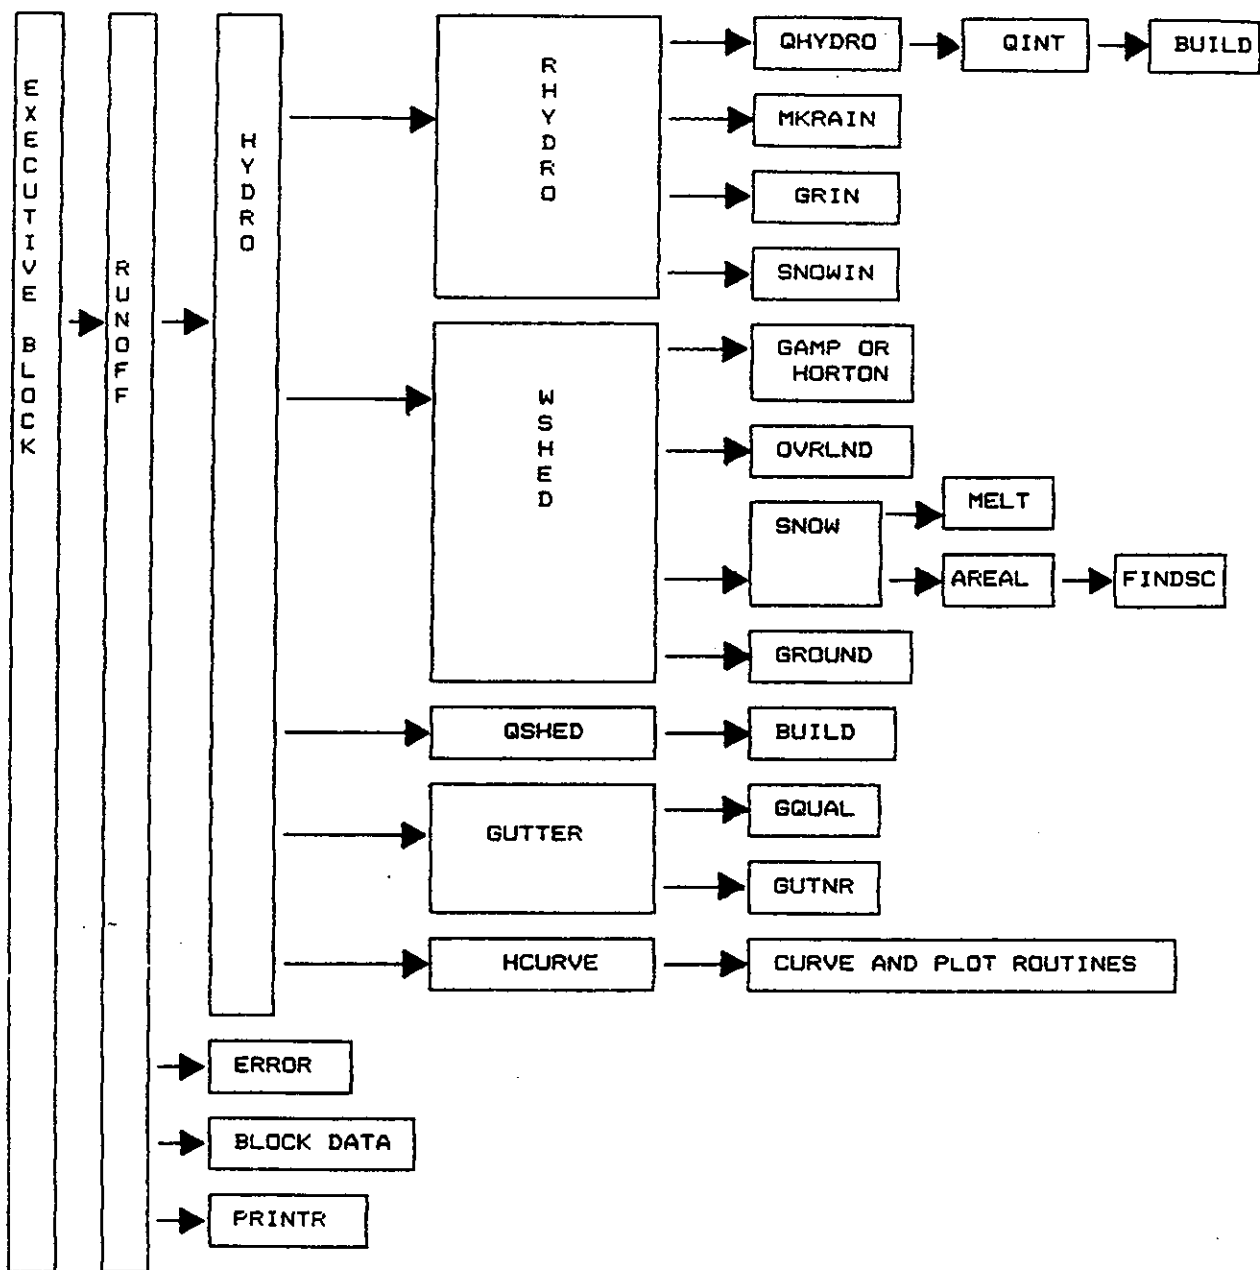 EXECUTIVE BLOCK
RUNOFF
HYDRO
RHYDRO
QHYDRO
QINT
BUILD
MKRAIN
GRIN
SNOWIN
WSHED
GAMP OR
HORTON
OVRLND
SNOW
MELT
AREAL
FINDSC
GROUND
QSHED
BUILD
GUTTER
GQUAL
GUTNR
HCURVE
CURVE AND PLOT ROUTINES
ERROR
BLOCK DATA
PRINTR